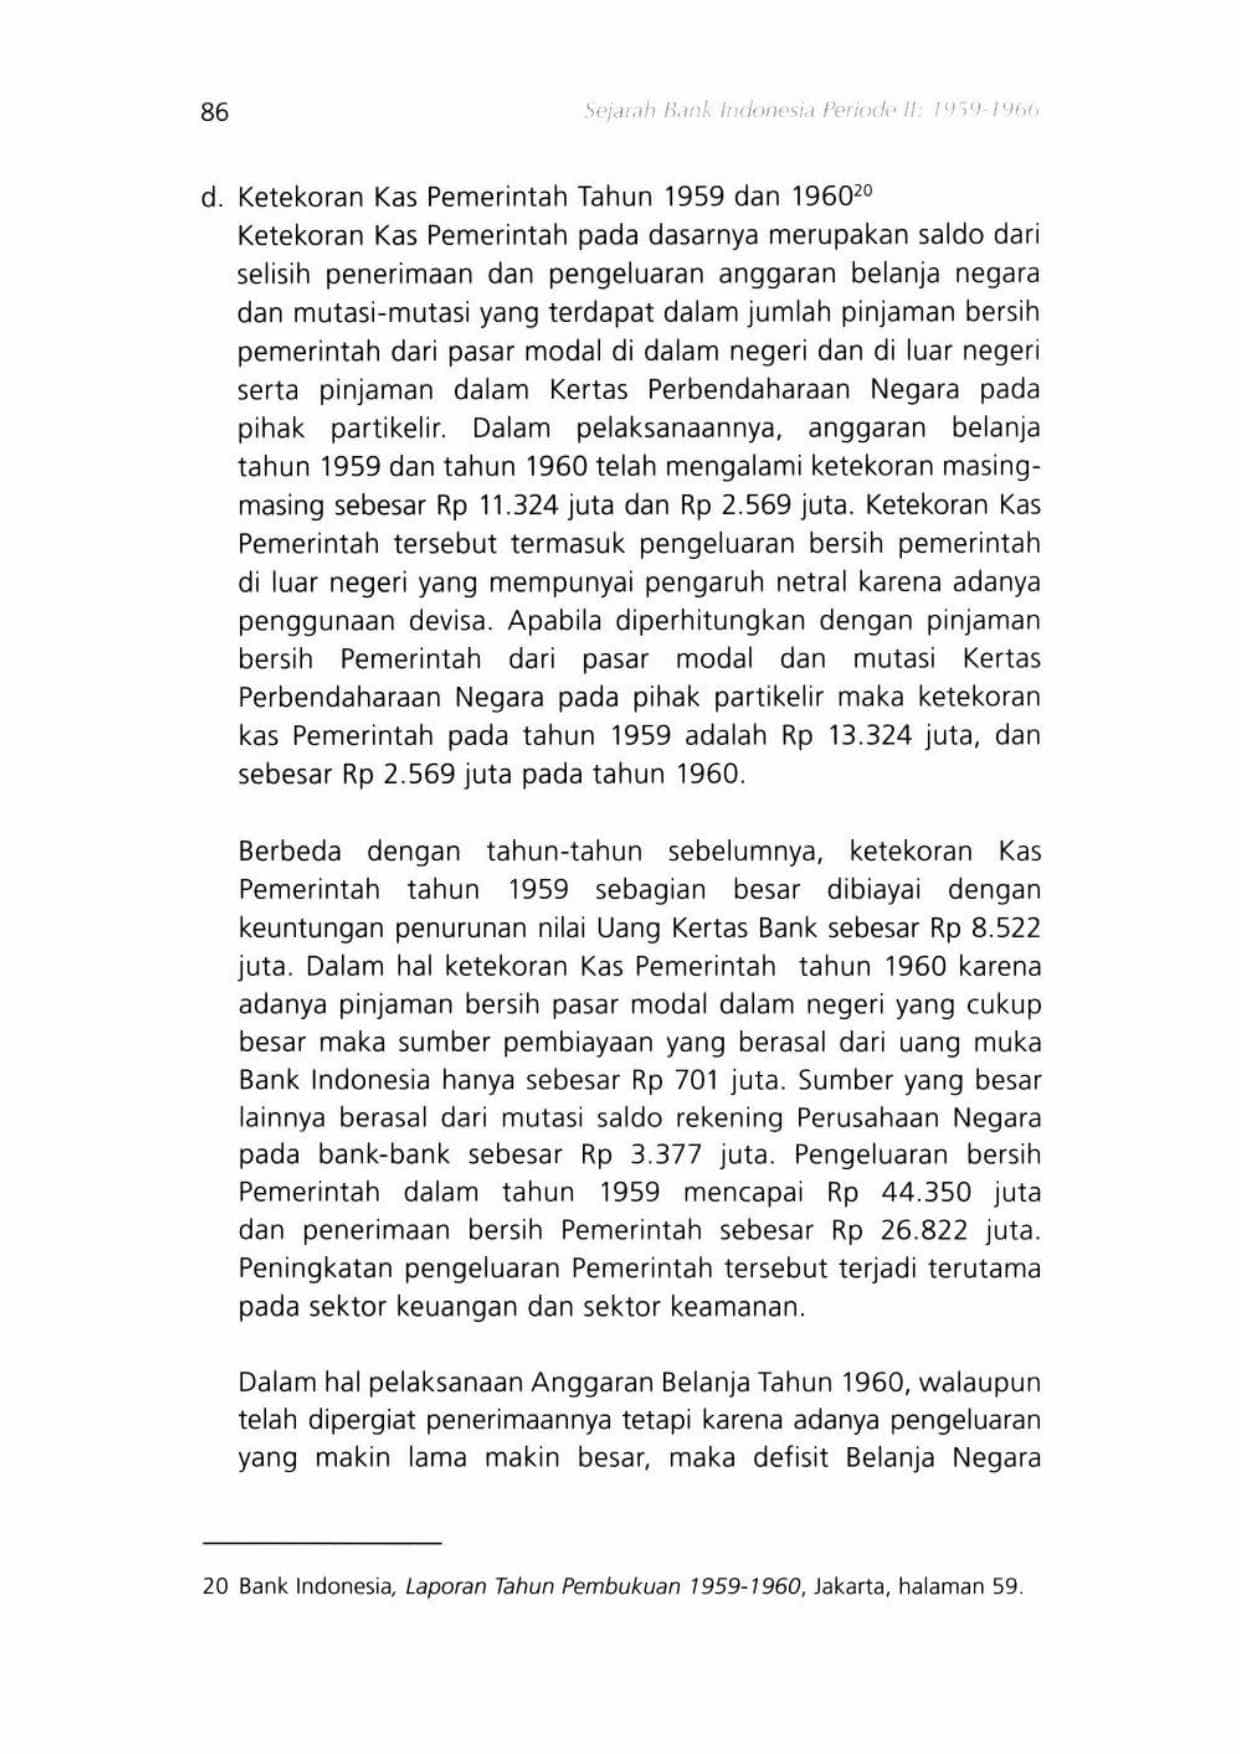 86
Sejarah Bank Indonesia Periode II: 1959-1966
d. Ketekoran Kas Pemerintah Tahun 1959 dan 1960²⁰
Ketekoran Kas Pemerintah pada dasarnya merupakan saldo dari
selisih penerimaan dan pengeluaran anggaran belanja negara
dan mutasi-mutasi yang terdapat dalam jumlah pinjaman bersih
pemerintah dari pasar modal di dalam negeri dan di luar negeri
serta pinjaman dalam Kertas Perbendaharaan Negara pada
pihak partikelir. Dalam pelaksanaannya, anggaran belanja
tahun 1959 dan tahun 1960 telah mengalami ketekoran masing-
masing sebesar Rp 11.324 juta dan Rp 2.569 juta. Ketekoran Kas
Pemerintah tersebut termasuk pengeluaran bersih pemerintah
di luar negeri yang mempunyai pengaruh netral karena adanya
penggunaan devisa. Apabila diperhitungkan dengan pinjaman
bersih Pemerintah dari pasar modal dan mutasi Kertas
Perbendaharaan Negara pada pihak partikelir maka ketekoran
kas Pemerintah pada tahun 1959 adalah Rp 13.324 juta, dan
sebesar Rp 2.569 juta pada tahun 1960.
Berbeda dengan tahun-tahun sebelumnya, ketekoran Kas
Pemerintah tahun 1959 sebagian besar dibiayai dengan
keuntungan penurunan nilai Uang Kertas Bank sebesar Rp 8.522
juta. Dalam hal ketekoran Kas Pemerintah tahun 1960 karena
adanya pinjaman bersih pasar modal dalam negeri yang cukup
besar maka sumber pembiayaan yang berasal dari uang muka
Bank Indonesia hanya sebesar Rp 701 juta. Sumber yang besar
lainnya berasal dari mutasi saldo rekening Perusahaan Negara
pada bank-bank sebesar Rp 3.377 juta. Pengeluaran bersih
Pemerintah dalam tahun 1959 mencapai Rp 44.350 juta
dan penerimaan bersih Pemerintah sebesar Rp 26.822 juta.
Peningkatan pengeluaran Pemerintah tersebut terjadi terutama
pada sektor keuangan dan sektor keamanan.
Dalam hal pelaksanaan Anggaran Belanja Tahun 1960, walaupun
telah dipergiat penerimaannya tetapi karena adanya pengeluaran
yang makin lama makin besar, maka defisit Belanja Negara
20 Bank Indonesia, Laporan Tahun Pembukuan 1959-1960, Jakarta, halaman 59.